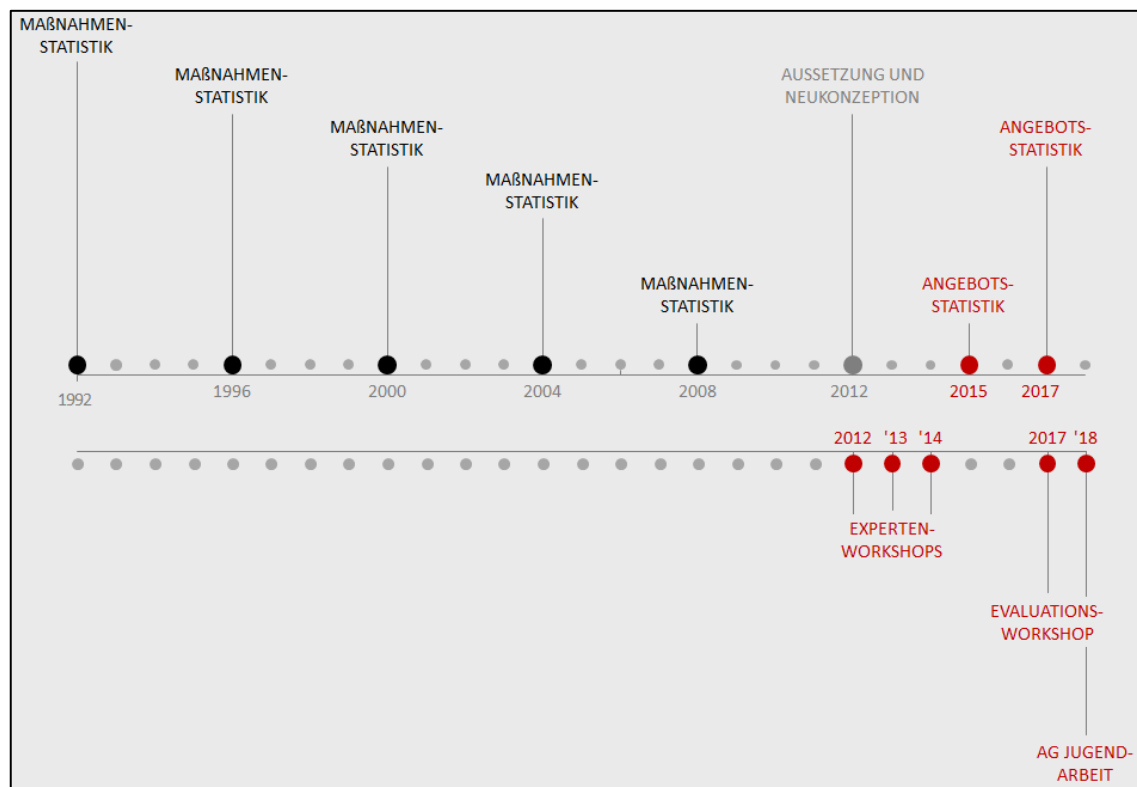 MAßNAHMEN-
STATISTIK
MAßNAHMEN-
STATISTIK
MAßNAHMEN-
STATISTIK
MAßNAHMEN-
STATISTIK
MAßNAHMEN-
STATISTIK
AUSSETZUNG UND
NEUKONZEPTION
ANGEBOTS-
STATISTIK
ANGEBOTS-
STATISTIK
1992 1996 2000 2004 2008 2012 2015 2017
2012 '13 '14 2017 '18
EXPERTEN-
WORKSHOPS
EVALUATIONS-
WORKSHOP
AG JUGEND-
ARBEIT